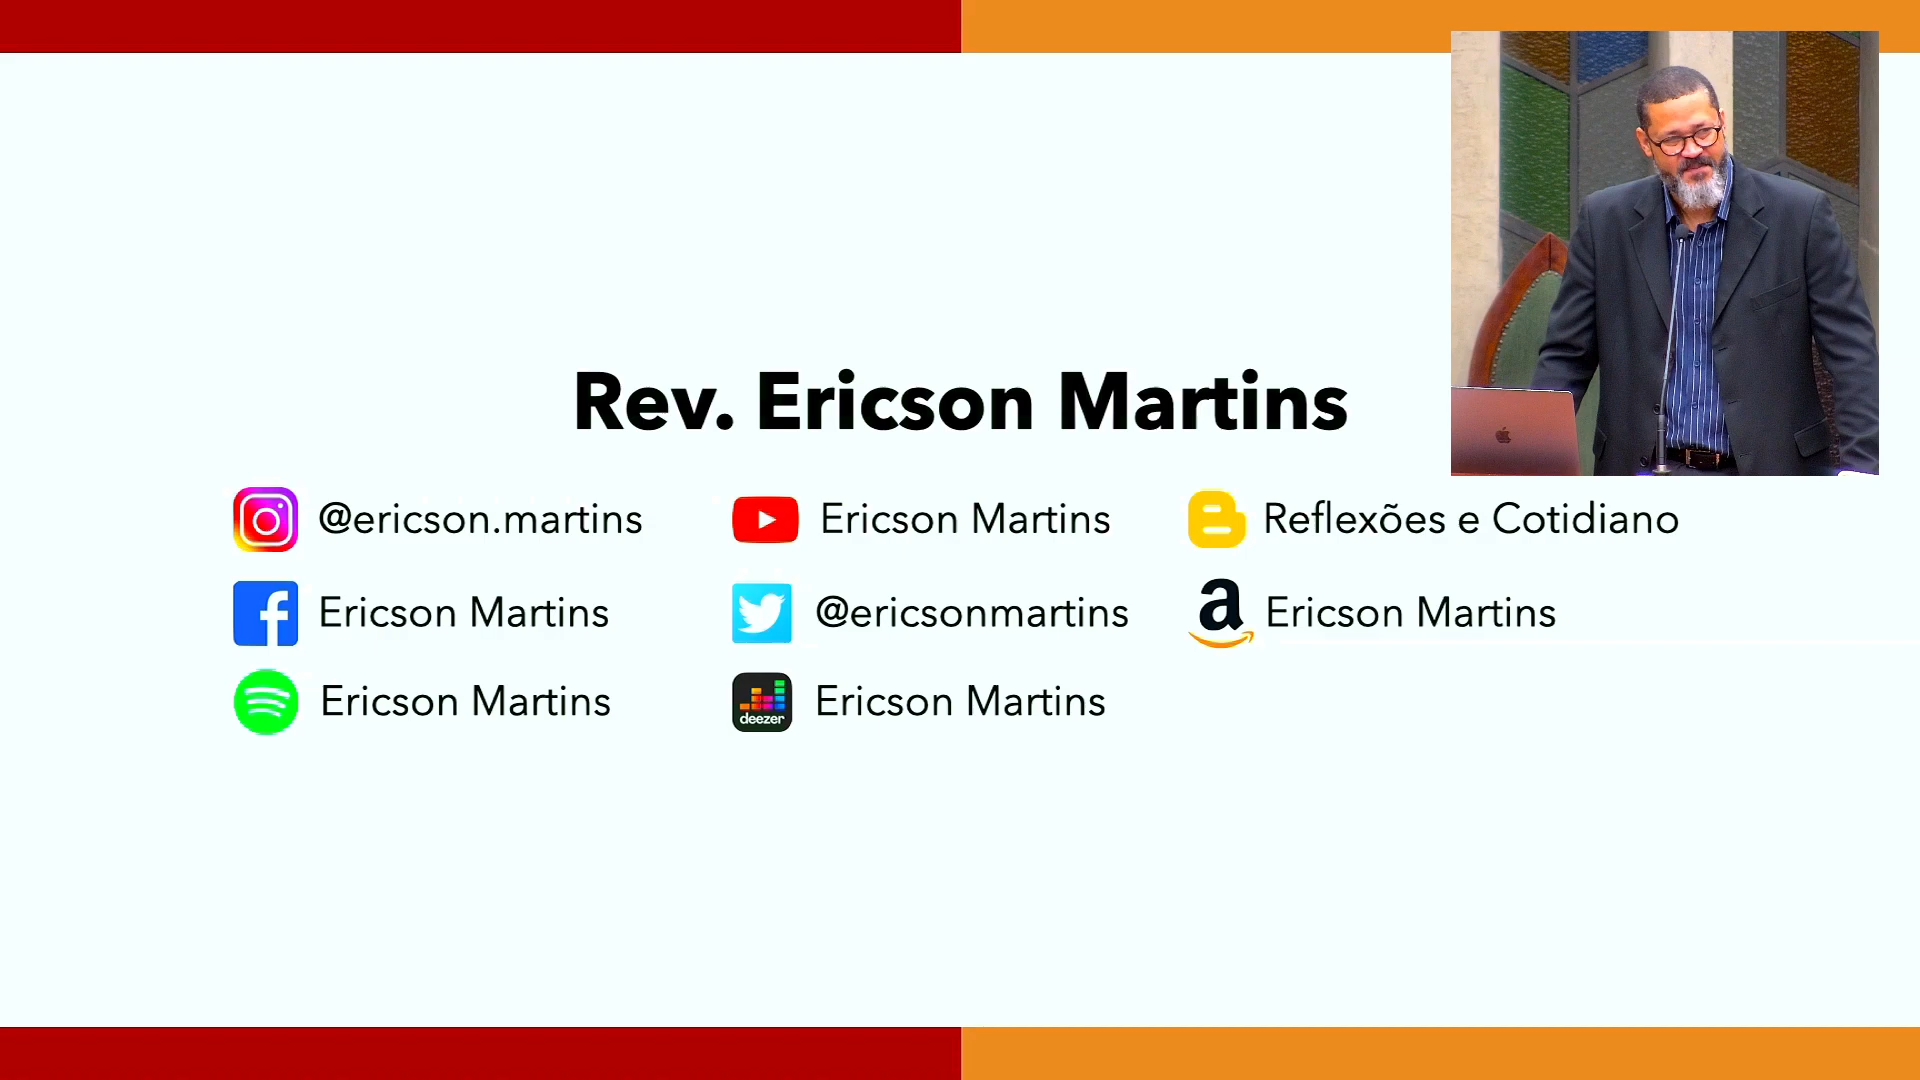 Rev. Ericson Martins
@ericson.martins
Ericson Martins
Reflexões e Cotidiano
Ericson Martins
@ericsonmartins
a Ericson Martins
Ericson Martins
deezer Ericson Martins